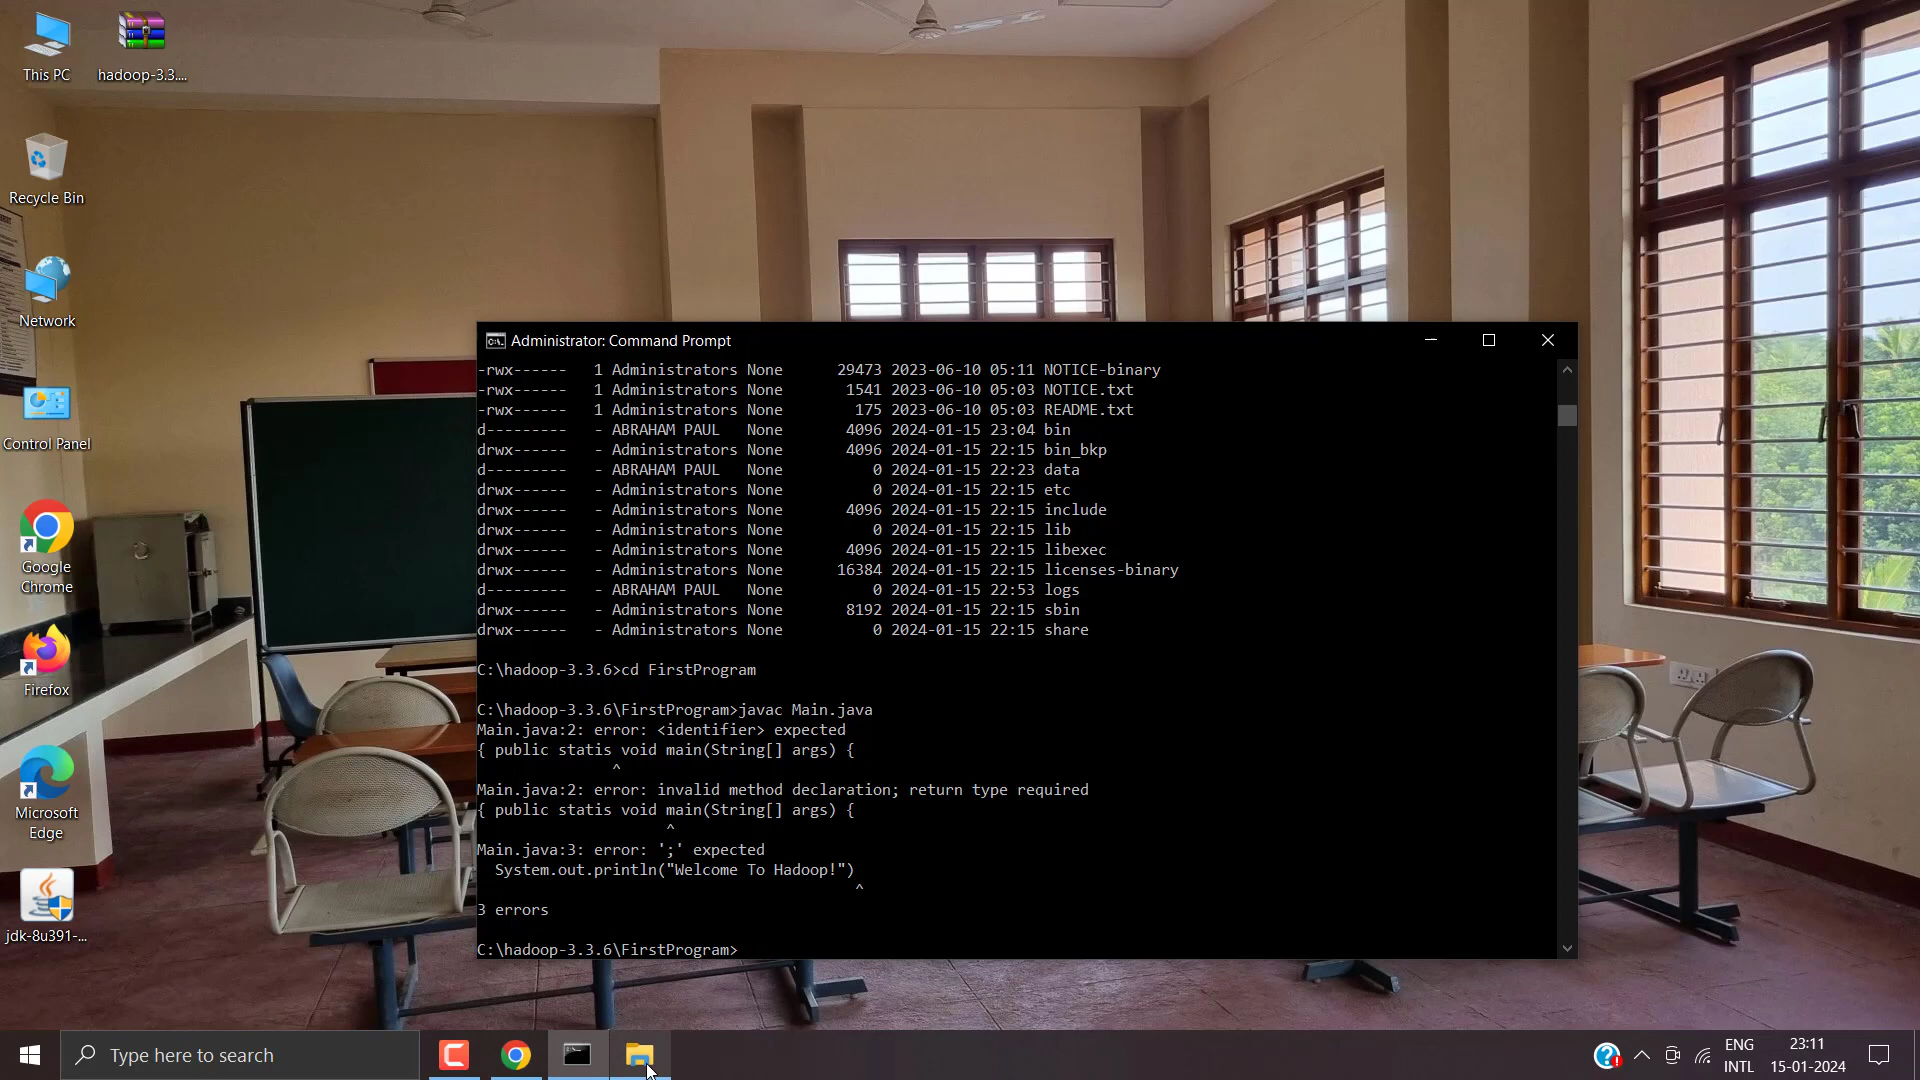 This PC
hadoop-3.3....
Recycle Bin
Network
Control Panel
Google
Chrome
Firefox
Microsoft
Edge
jdk-8u391-...
Administrator: Command Prompt
-rwx------ 1 Administrators None 29473 2023-06-10 05:11 NOTICE-binary
-rwx------ 1 Administrators None 1541 2023-06-10 05:03 NOTICE.txt
-rwx------ 1 Administrators None 175 2023-06-10 05:03 README.txt
d--------- - ABRAHAM PAUL None 4096 2024-01-15 23:04 bin
drwx------ - Administrators None 4096 2024-01-15 22:15 bin_bkp
d--------- - ABRAHAM PAUL None 0 2024-01-15 22:23 data
drwx------ - Administrators None 0 2024-01-15 22:15 etc
drwx------ - Administrators None 4096 2024-01-15 22:15 include
drwx------ - Administrators None 0 2024-01-15 22:15 lib
drwx------ - Administrators None 4096 2024-01-15 22:15 libexec
drwx------ - Administrators None 16384 2024-01-15 22:15 licenses-binary
d--------- - ABRAHAM PAUL None 0 2024-01-15 22:53 logs
drwx------ - Administrators None 8192 2024-01-15 22:15 sbin
drwx------ - Administrators None 0 2024-01-15 22:15 share
C:\hadoop-3.3.6>cd FirstProgram
C:\hadoop-3.3.6\FirstProgram>javac Main.java
Main.java:2: error: <identifier> expected
{ public statis void main(String[] args) {
^
Main.java:2: error: invalid method declaration; return type required
{ public statis void main(String[] args) {
^
Main.java:3: error: ';' expected
System.out.println("Welcome To Hadoop!")
^
3 errors
C:\hadoop-3.3.6\FirstProgram>
Type here to search
ENG
INTL
23:11
15-01-2024